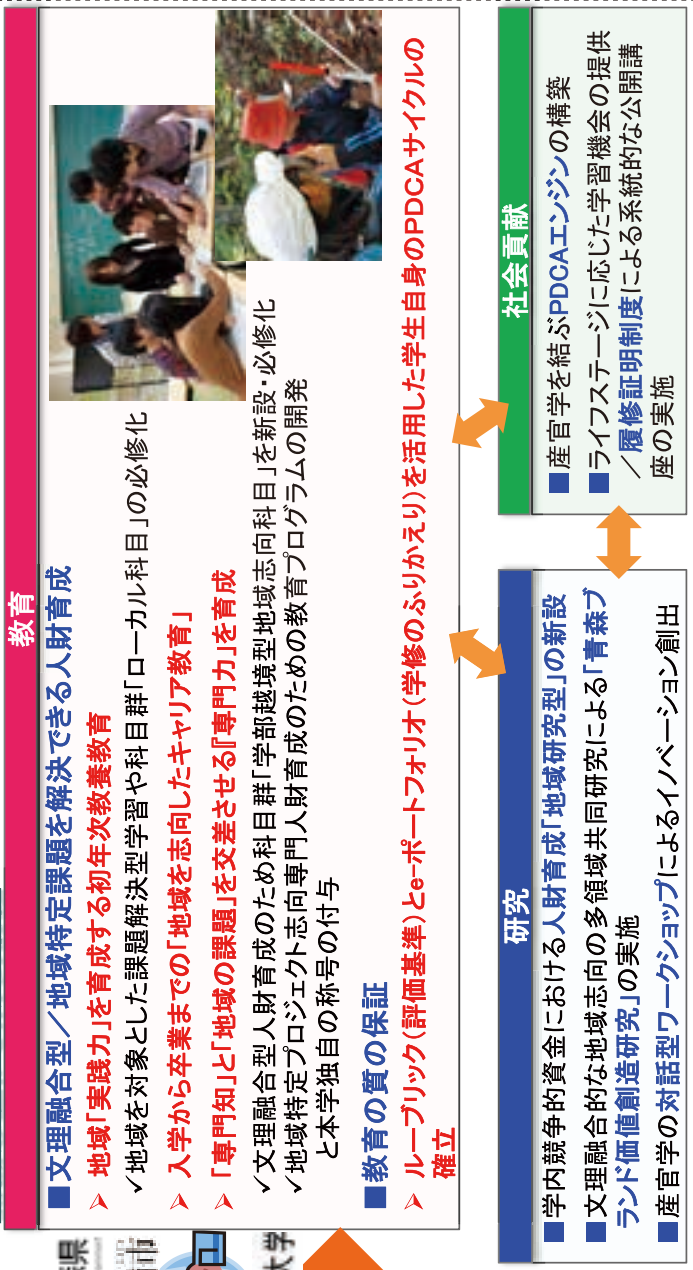 教育
■文理融合型／地域特定課題を解決できる人財育成
➢ 地域「実践力」を育成する初年次教養教育
✓地域を対象とした課題解決型学習や科目群「ローカル科目」の必修化
➢ 入学から卒業までの「地域を志向したキャリア教育」
➢ 「専門知」と「地域の課題」を交差させる『専門力」を育成
✓文理融合型人財育成のため科目群「学部越境型地域志向科目」を新設・必修化
✓地域特定プロジェクト志向専門人財育成のための教育プログラムの開発
と本学独自の称号の付与
■教育の質の保証
➢ ルーブリック（評価基準）とe-ポートフォリオ（学修のふりかえり）を活用した学生自身のPDCAサイクルの
確立
研究
■学内競争的資金における人財育成「地域研究型」の新設
■文理融合的な地域志向の多領域共同研究による「青森ブ
ランド価値創造研究」の実施
■産官学の対話型ワークショップによるイノベーション創出
社会貢献
■産官学を結ぶPDCAエンジンの構築
■ライフステージに応じた学習機会の提供
／履修証明制度による系統的な公開講
座の実施
県
市
大学